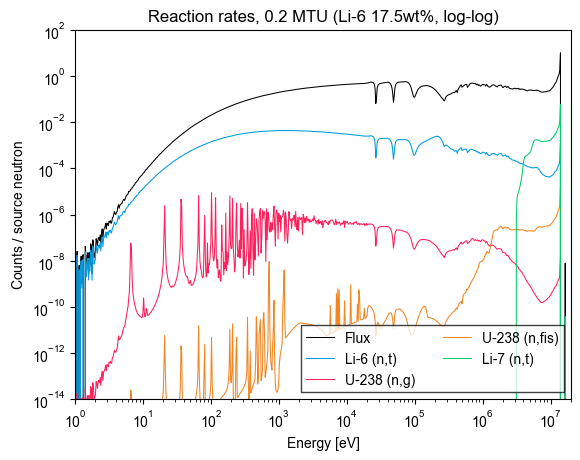 Reaction rates, 0.2 MTU (Li-6 17.5wt%, log-log)
Counts / source neutron
10^2
10^0
10^-2
10^-4
10^-6
10^-8
10^-10
10^-12
10^-14
Flux
Li-6 (n,t)
U-238 (n,g)
U-238 (n,fis)
Li-7 (n,t)
10^0 10^1 10^2 10^3 10^4 10^5 10^6 10^7
Energy [eV]